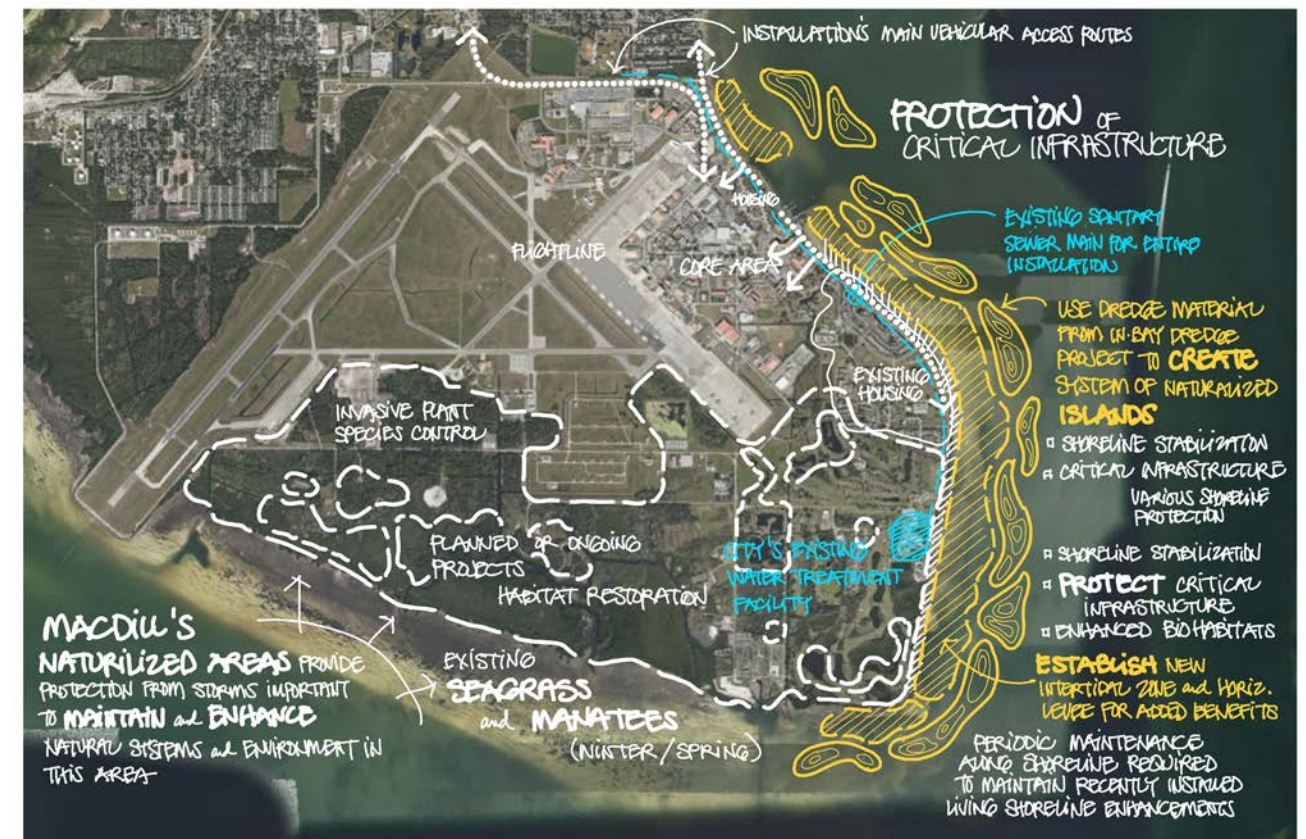 INSTALLATION'S MAIN VEHICULAR ACCESS ROUTES
PROTECTION OF
CRITICAL INFRASTRUCTURE
HOUSING
FLIGHTLINE
CORE AREA
EXISTING SANITARY
SEWER MAIN FOR ENTIRE
INSTALLATION
USE DREDGE MATERIAL
FROM IN-BAY DREDGE
PROJECT TO CREATE
SYSTEM OF NATURALIZED
ISLANDS
SHORELINE STABILIZATION
CRITICAL INFRASTRUCTURE
VARIOUS SHORELINE
PROTECTION
SHORELINE STABILIZATION
PROTECT CRITICAL
INFRASTRUCTURE
ENHANCED BIO HABITATS
ESTABLISH NEW
INTERTIDAL ZONE and HORIZ.
LEVEE FOR ADDED BENEFITS
PERIODIC MAINTENANCE
ALONG SHORELINE REQUIRED
TO MAINTAIN RECENTLY INSTALLED
LIVING SHORELINE ENHANCEMENTS
EXISTING
HOUSING
INVASIVE PLANT
SPECIES CONTROL
PLANNED OR ONGOING
PROJECTS
HABITAT RESTORATION
CITY'S EXISTING
WATER TREATMENT
FACILITY
MACDILL'S
NATURILIZED AREAS PROVIDE
PROTECTION FROM STORMS IMPORTANT
TO MAINTAIN and ENHANCE
NATURAL SYSTEMS and ENVIRONMENT IN
THIS AREA
EXISTING
SEAGRASS
and MANATEES
(WINTER/SPRING)